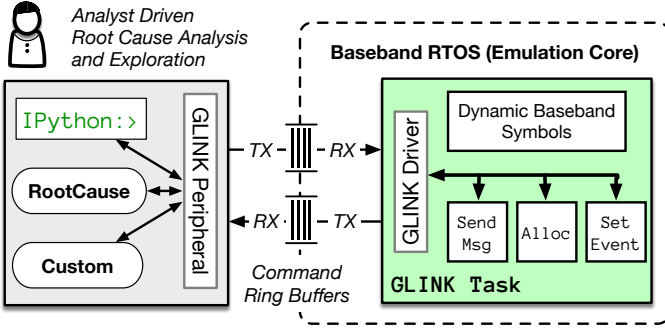 Analyst Driven
Root Cause Analysis
and Exploration
Baseband RTOS (Emulation Core)
IPython:>
RootCause
Custom
GLINK Peripheral
TX
RX
RX
TX
Command
Ring Buffers
GLINK Driver
Dynamic Baseband
Symbols
Send
Msg
Alloc
Set
Event
GLINK Task